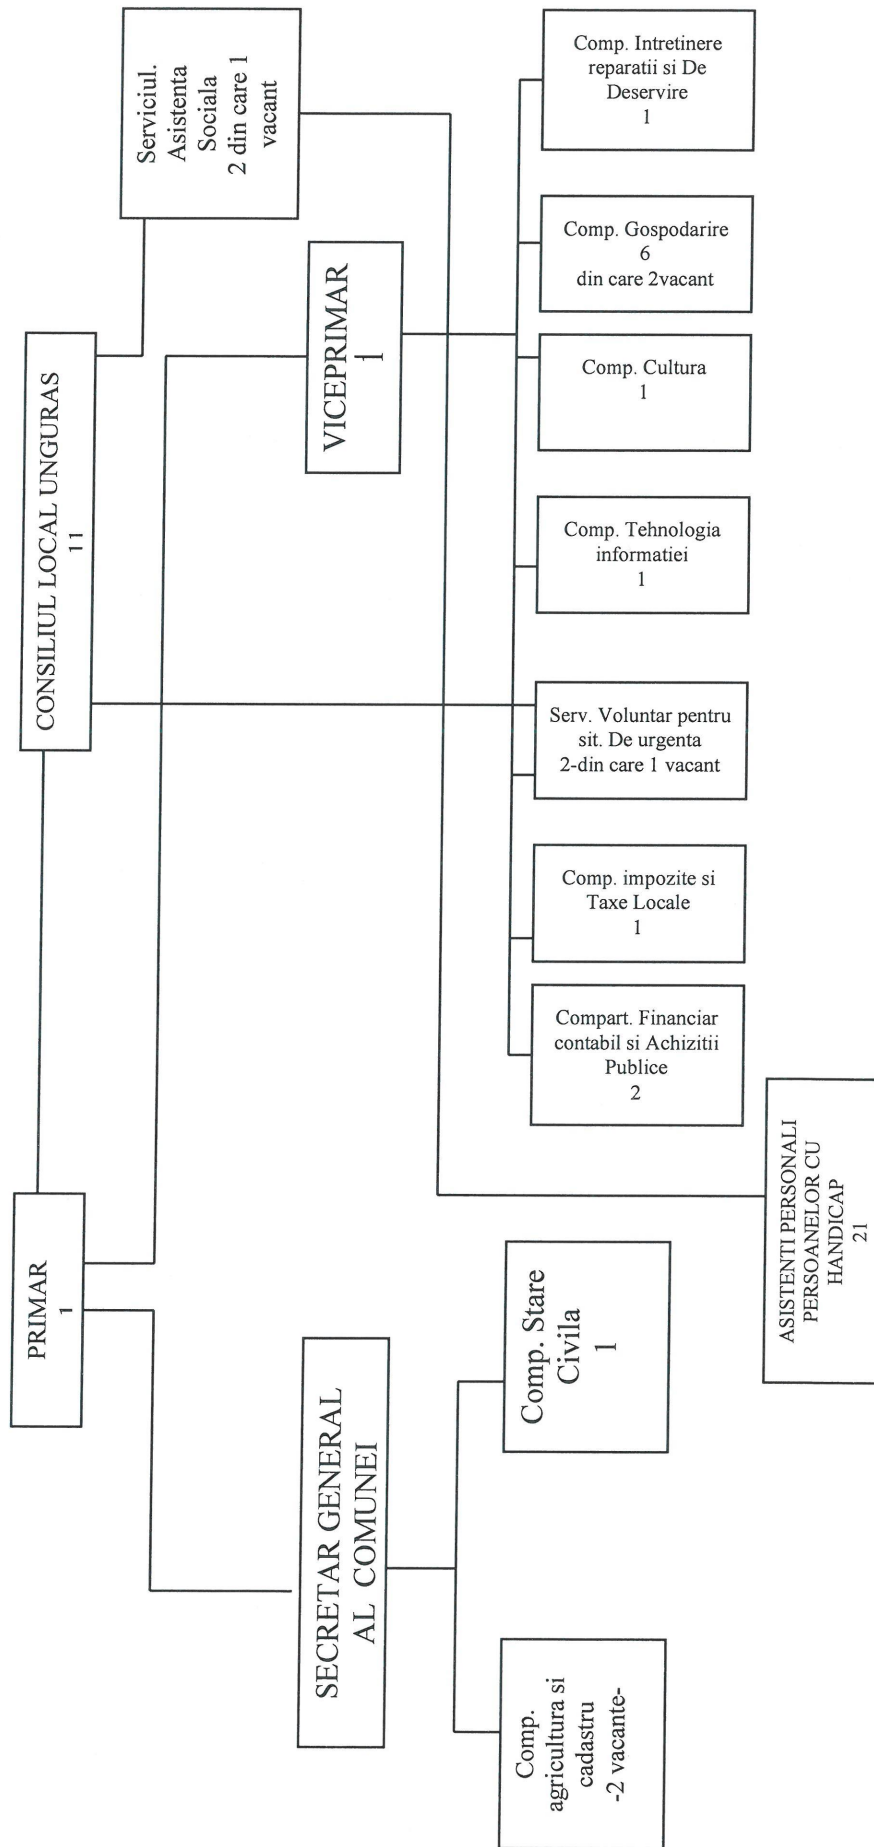 PRIMAR
1
CONSILIUL LOCAL UNGURAS
11
Serviciul.
Asistenta
Sociala
2 din care 1
vacant
SECRETAR GENERAL
AL COMUNEI
VICEPRIMAR
1
Comp.
agricultura si
cadastru
-2 vacante-
Comp. Stare
Civila
1
Compart. Financiar
contabil si Achizitii
Publice
2
Comp. impozite si
Taxe Locale
1
Serv. Voluntar pentru
sit. De urgenta
2-din care 1 vacant
Comp. Tehnologia
informatiei
1
Comp. Cultura
1
Comp. Gospodarire
6
din care 2vacant
Comp. Intretinere
reparatii si De
Deservire
1
ASISTENTI PERSONALI
PERSOANELOR CU
HANDICAP
21